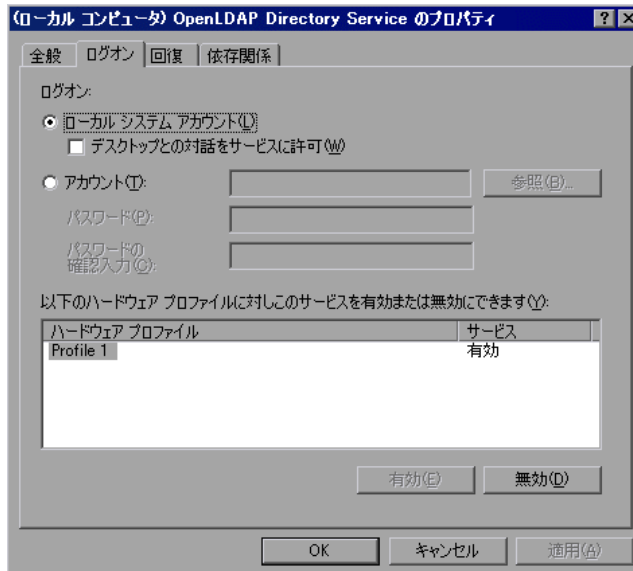 (ローカル コンピュータ) OpenLDAP Directory Service のプロパティ
全般 ログオン 回復 依存関係
ログオン:
ローカル システム アカウント(L)
デスクトップとの対話をサービスに許可(W)
アカウント(T): 参照(B)...
パスワード(P):
パスワードの
確認入力(C):
以下のハードウェア プロファイルに対しこのサービスを有効または無効にできます(Y):
ハードウェア プロファイル サービス
Profile 1 有効
有効(E) 無効(D)
OK キャンセル 適用(A)